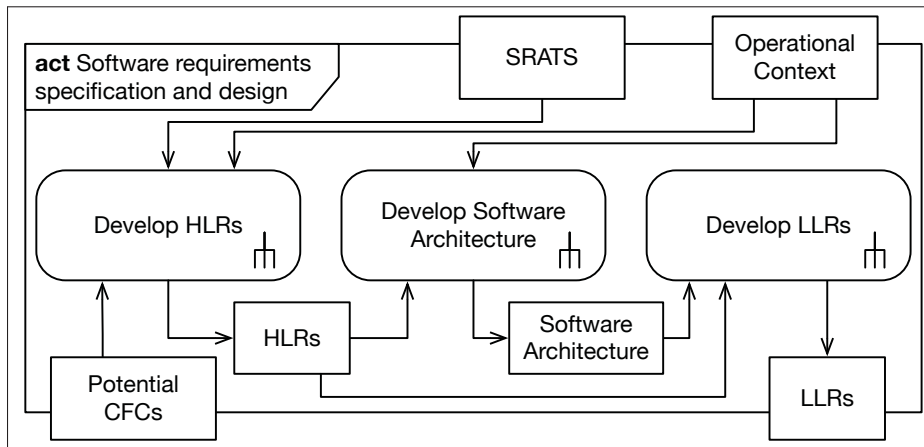 act Software requirements
specification and design
SRATS
Operational
Context
Develop HLRs
Develop Software
Architecture
Develop LLRs
HLRs
Software
Architecture
Potential
CFCs
LLRs